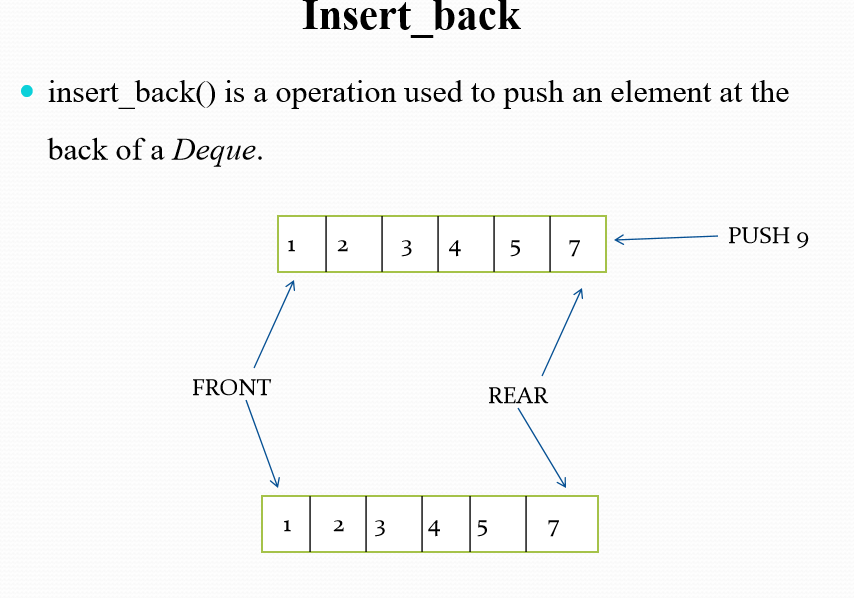 Insert_back
insert_back() is a operation used to push an element at the
back of a Deque.
1 2 3 4 5 7
PUSH 9
FRONT
REAR
1 2 3 4 5 7